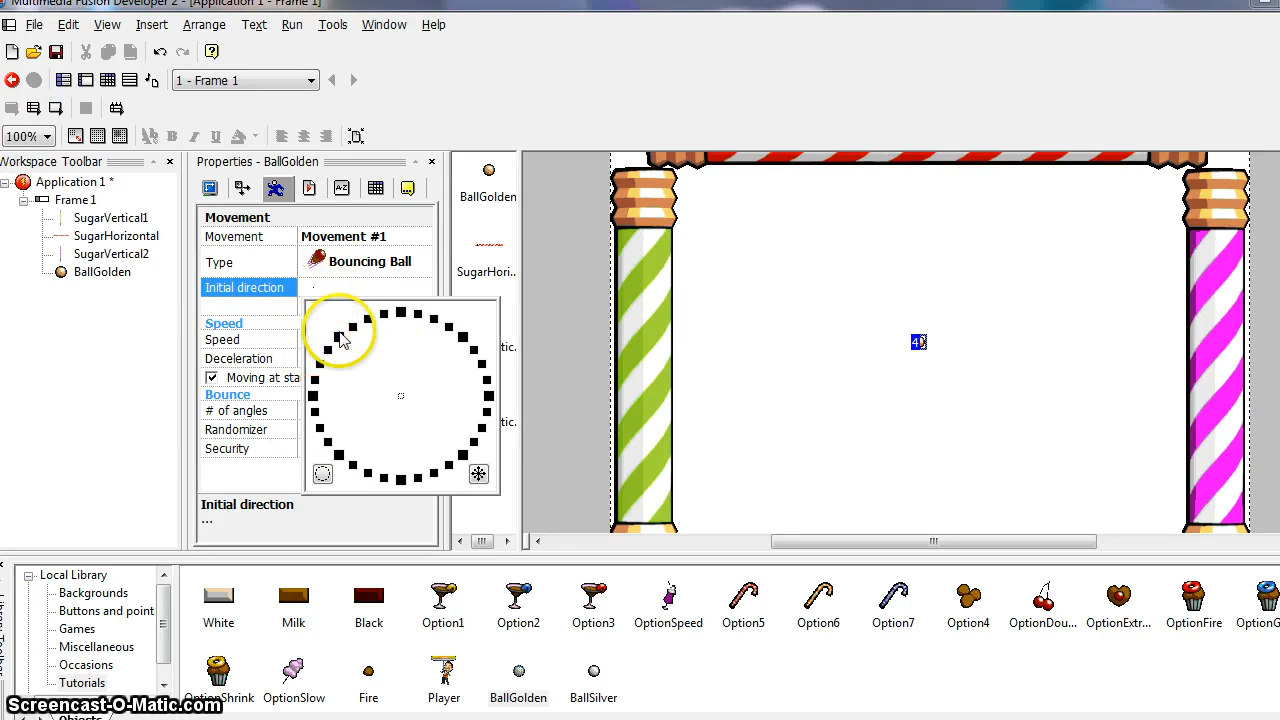 Multimedia Fusion Developer 2 - [Application 1 - Frame 1]
File Edit View Insert Arrange Text Run Tools Window Help
1 - Frame 1
100%
Workspace Toolbar
Application 1 *
Frame 1
SugarVertical1
SugarHorizontal
SugarVertical2
BallGolden
Properties - BallGolden
Movement
Movement Movement #1
Type Bouncing Ball
Initial direction
Speed
Speed
Deceleration
Moving at sta
Bounce
# of angles
Randomizer
Security
Initial direction
...
BallGolden
SugarHori...
tic.
tic.
Local Library
Backgrounds
Buttons and point
Games
Miscellaneous
Occasions
Tutorials
White Milk Black Option1 Option2 Option3 OptionSpeed Option5 Option6 Option7 Option4 OptionDou... OptionExtr... OptionFire OptionG
OptionShrink OptionSlow Fire Player BallGolden BallSilver
Objects
Screencast-O-Matic.com